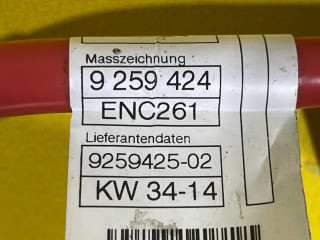 Masszeichnung
9 259 424
ENC261
Lieferantendaten
9259425-02
KW 34-14